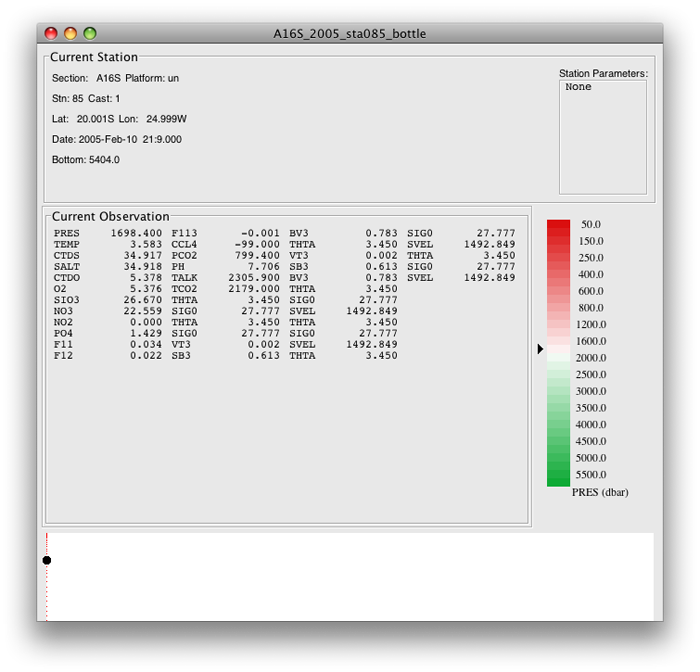 A16S_2005_sta085_bottle
Current Station
Section: A16S Platform: un
Stn: 85 Cast: 1
Lat: 20.001S Lon: 24.999W
Date: 2005-Feb-10 21:9.000
Bottom: 5404.0
Station Parameters:
None
Current Observation
PRES 1698.400 F113 -0.001 BV3 0.783 SIG0 27.777
TEMP 3.583 CCL4 -99.000 THTA 3.450 SVEL 1492.849
CTDS 34.917 PCO2 799.400 VT3 0.002 THTA 3.450
SALT 34.918 PH 7.706 SB3 0.613 SIG0 27.777
CTDO 5.378 TALK 2305.900 BV3 0.783 SVEL 1492.849
O2 5.376 TCO2 2179.000 THTA 3.450
SIO3 26.670 THTA 3.450 SIG0 27.777
NO3 22.559 SIG0 27.777 SVEL 1492.849
NO2 0.000 THTA 3.450 THTA 3.450
PO4 1.429 SIG0 27.777 SIG0 27.777
F11 0.034 VT3 0.002 SVEL 1492.849
F12 0.022 SB3 0.613 THTA 3.450
50.0
150.0
250.0
400.0
600.0
800.0
1200.0
1600.0
2000.0
2500.0
3000.0
3500.0
4000.0
4500.0
5000.0
5500.0
PRES (dbar)